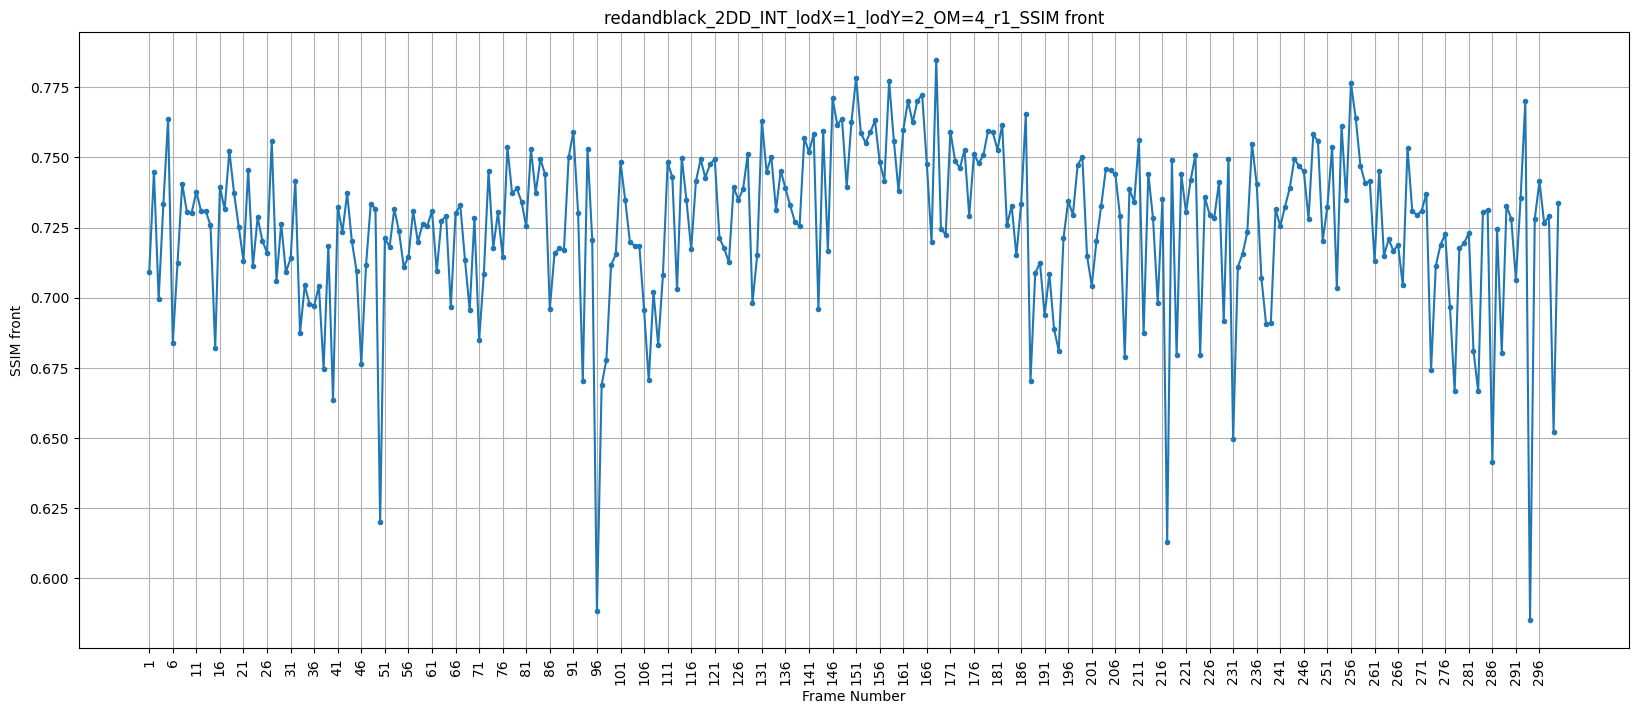 redandblack_2DD_INT_lodX=1_lodY=2_OM=4_r1_SSIM front
SSIM front
0.775
0.750
0.725
0.700
0.675
0.650
0.625
0.600
1 6 11 16 21 26 31 36 41 46 51 56 61 66 71 76 81 86 91 96 101 106 111 116 121 126 131 136 141 146 151 156 161 166 171 176 181 186 191 196 201 206 211 216 221 226 231 236 241 246 251 256 261 266 271 276 281 286 291 296
Frame Number